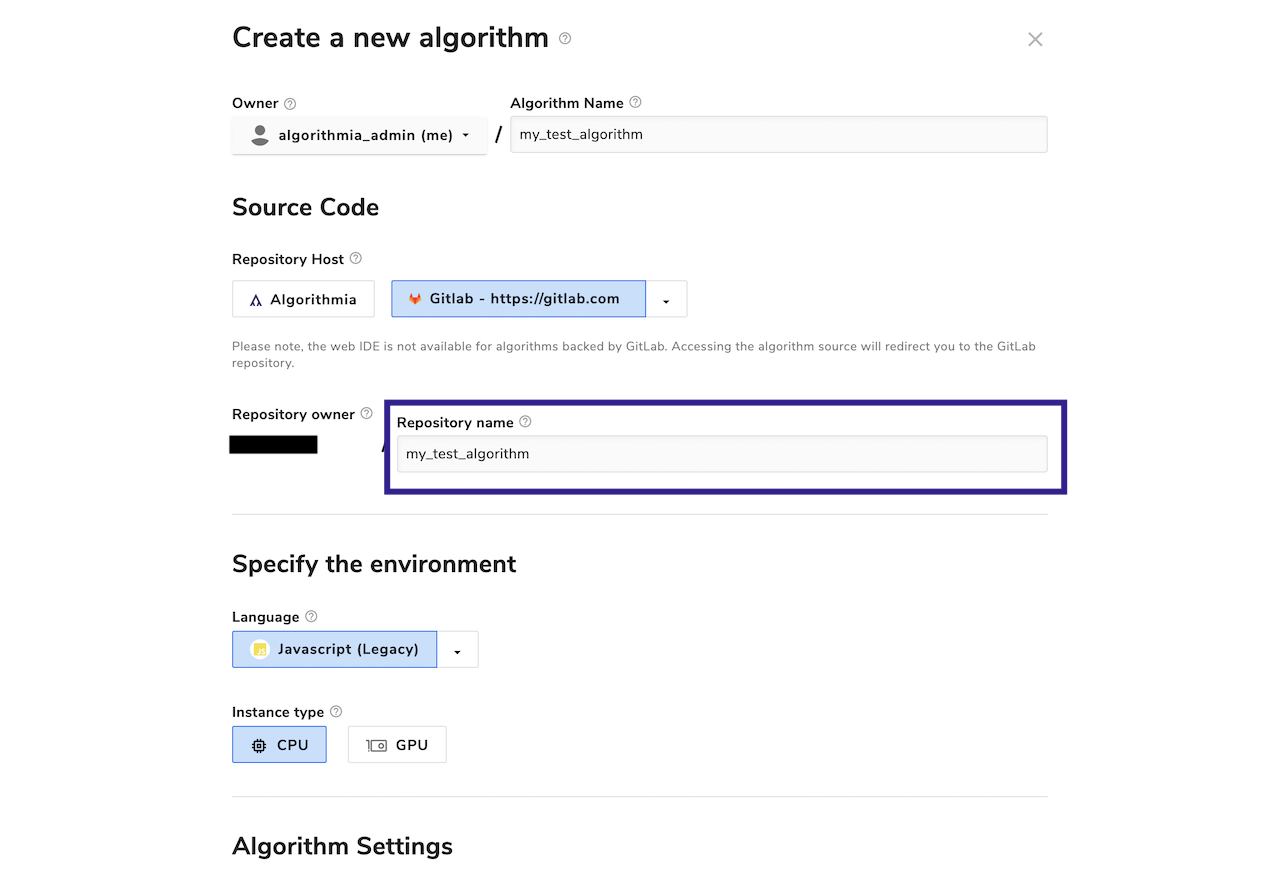 Create a new algorithm
Owner
Algorithm Name
algorithmia_admin (me) / my_test_algorithm
Source Code
Repository Host
Algorithmia
Gitlab - https://gitlab.com
Please note, the web IDE is not available for algorithms backed by GitLab. Accessing the algorithm source will redirect you to the GitLab
repository.
Repository owner
Repository name
my_test_algorithm
Specify the environment
Language
JS Javascript (Legacy)
Instance type
CPU
GPU
Algorithm Settings